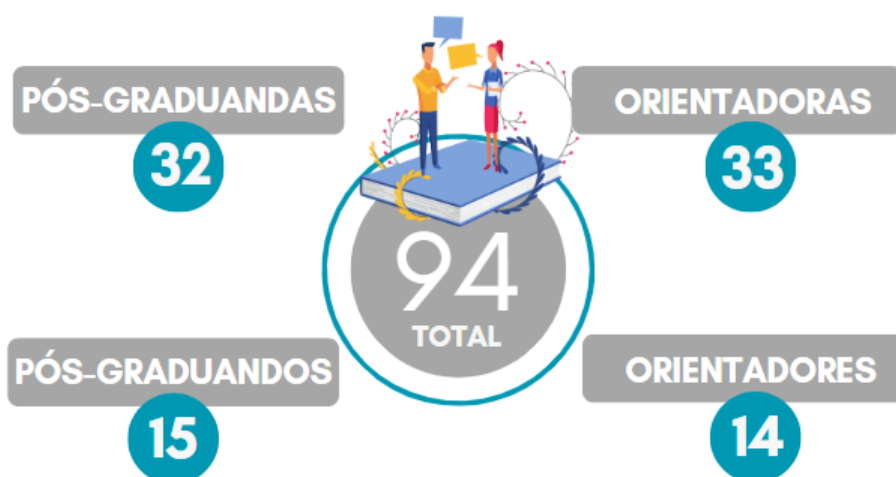 PÓS-GRADUANDAS
32
ORIENTADORAS
33
94
TOTAL
PÓS-GRADUANDOS
15
ORIENTADORES
14